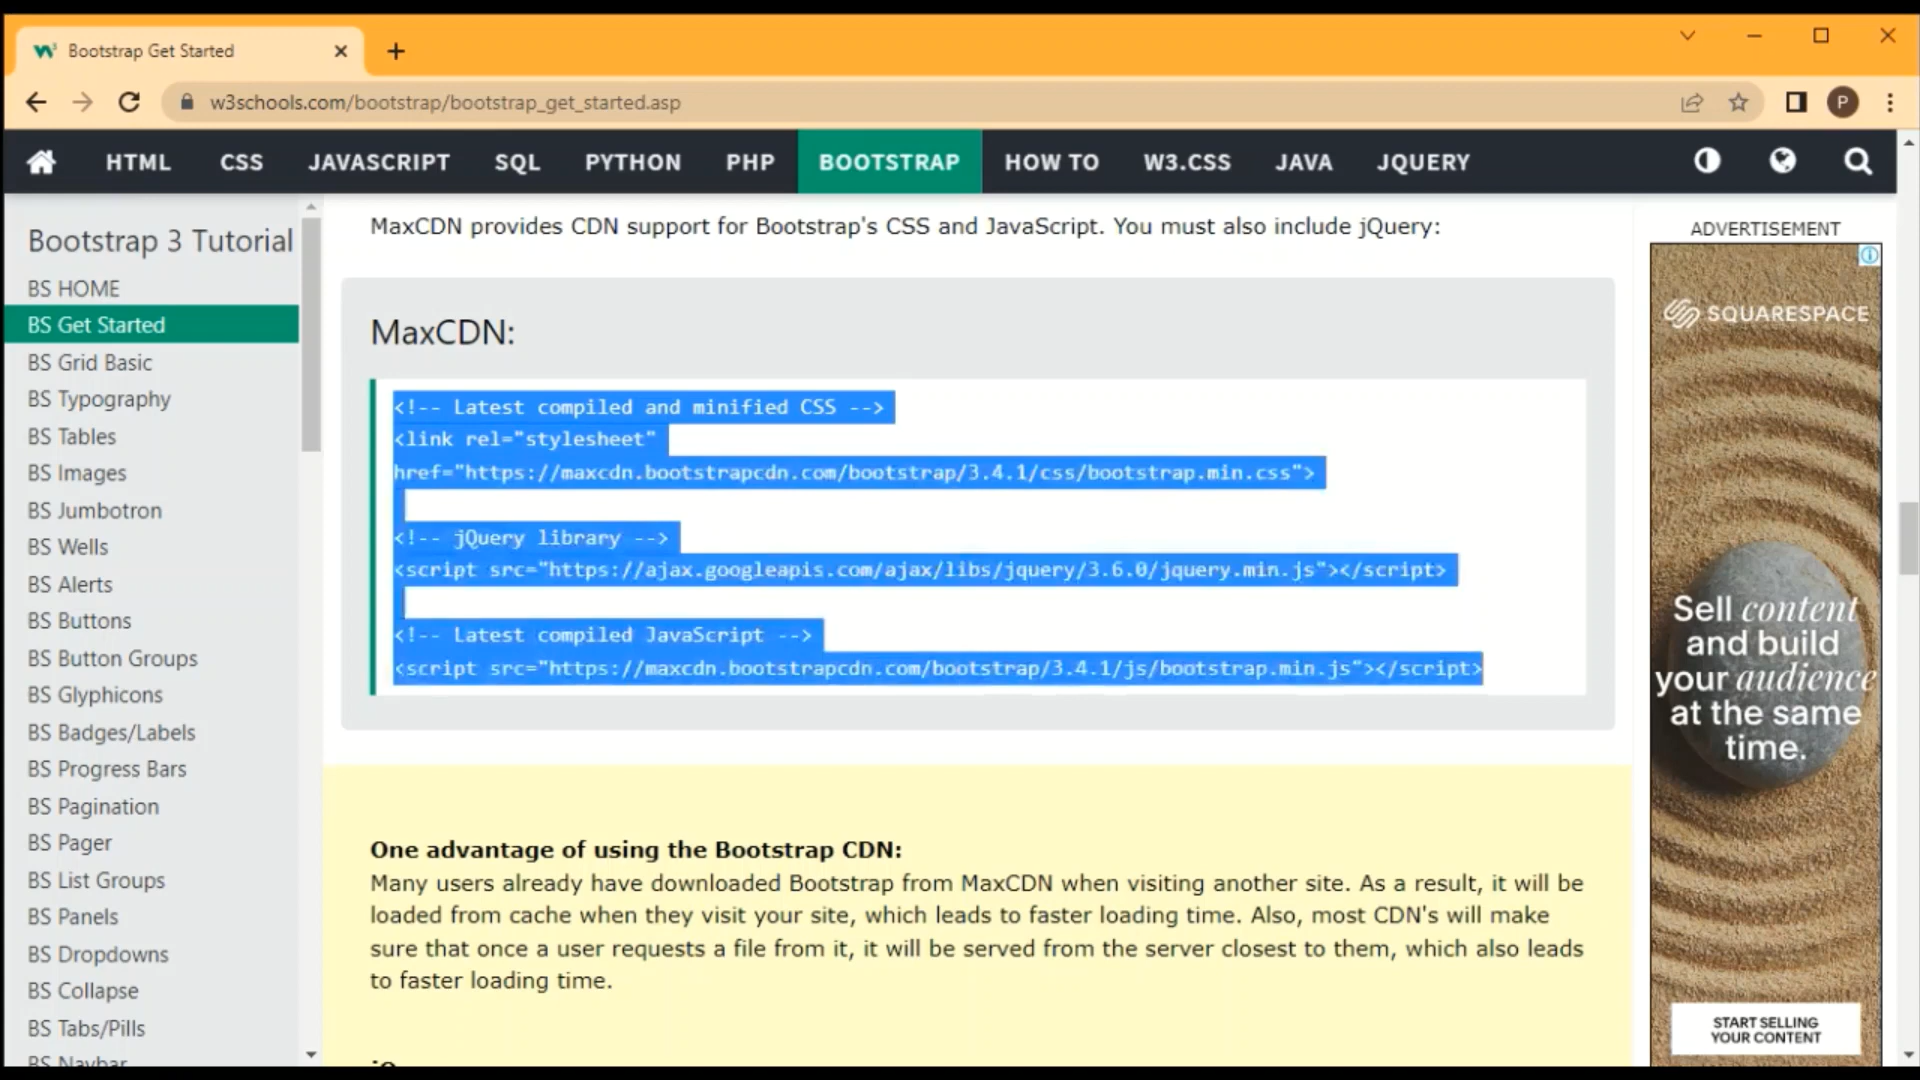 Bootstrap Get Started
w3schools.com/bootstrap/bootstrap_get_started.asp
P
HTML CSS JAVASCRIPT SQL PYTHON PHP BOOTSTRAP HOW TO W3.CSS JAVA JQUERY
Bootstrap 3 Tutorial
BS HOME
BS Get Started
BS Grid Basic
BS Typography
BS Tables
BS Images
BS Jumbotron
BS Wells
BS Alerts
BS Buttons
BS Button Groups
BS Glyphicons
BS Badges/Labels
BS Progress Bars
BS Pagination
BS Pager
BS List Groups
BS Panels
BS Dropdowns
BS Collapse
BS Tabs/Pills
BS Navbar
MaxCDN provides CDN support for Bootstrap's CSS and JavaScript. You must also include jQuery:
MaxCDN:
<!-- Latest compiled and minified CSS -->
<link rel="stylesheet"
href="https://maxcdn.bootstrapcdn.com/bootstrap/3.4.1/css/bootstrap.min.css">
<!-- jQuery library -->
<script src="https://ajax.googleapis.com/ajax/libs/jquery/3.6.0/jquery.min.js"></script>
<!-- Latest compiled JavaScript -->
<script src="https://maxcdn.bootstrapcdn.com/bootstrap/3.4.1/js/bootstrap.min.js"></script>
One advantage of using the Bootstrap CDN:
Many users already have downloaded Bootstrap from MaxCDN when visiting another site. As a result, it will be
loaded from cache when they visit your site, which leads to faster loading time. Also, most CDN's will make
sure that once a user requests a file from it, it will be served from the server closest to them, which also leads
to faster loading time.
ADVERTISEMENT
SQUARESPACE
Sell content
and build
your audience
at the same
time.
START SELLING
YOUR CONTENT